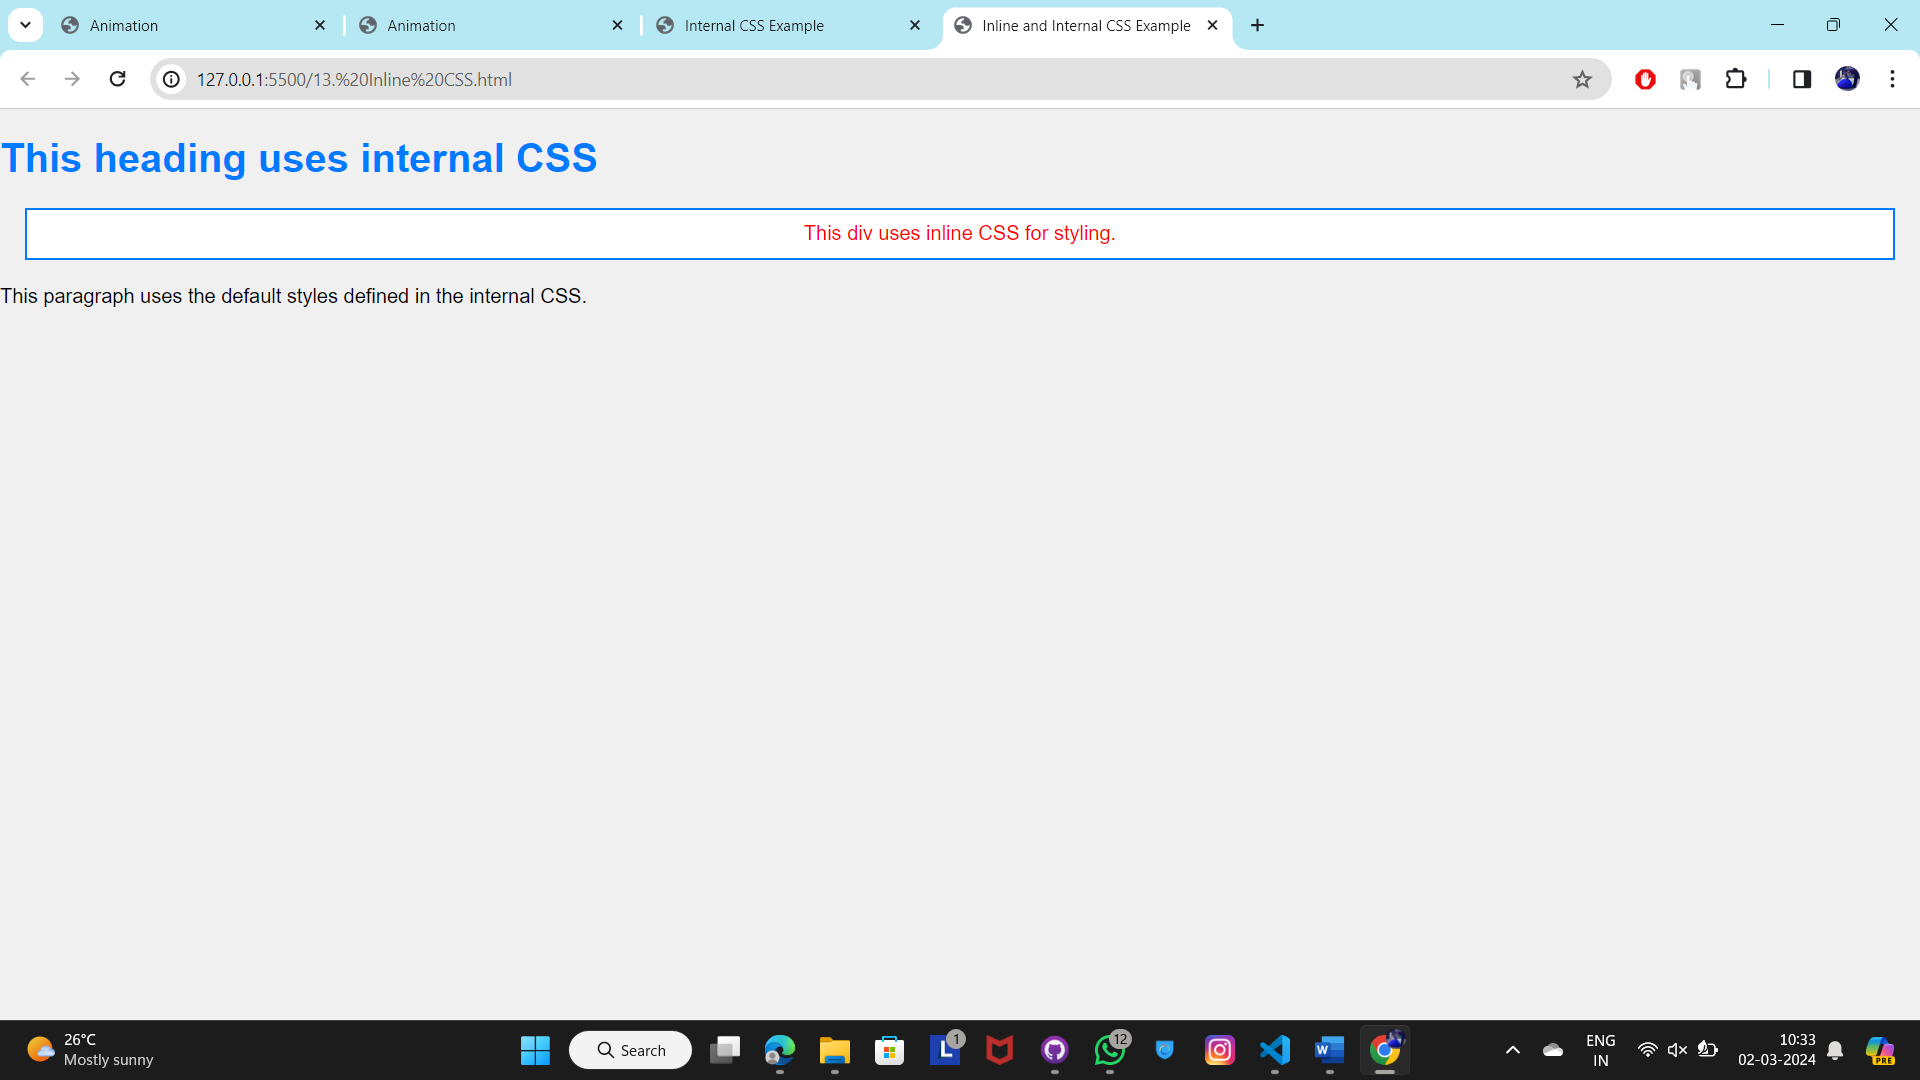 Animation
Animation
Internal CSS Example
Inline and Internal CSS Example
127.0.0.1:5500/13.%20Inline%20CSS.html
This heading uses internal CSS
This div uses inline CSS for styling.
This paragraph uses the default styles defined in the internal CSS.
26°C
Mostly sunny
Search
L
1
12
W
PRE
ENG
IN
10:33
02-03-2024